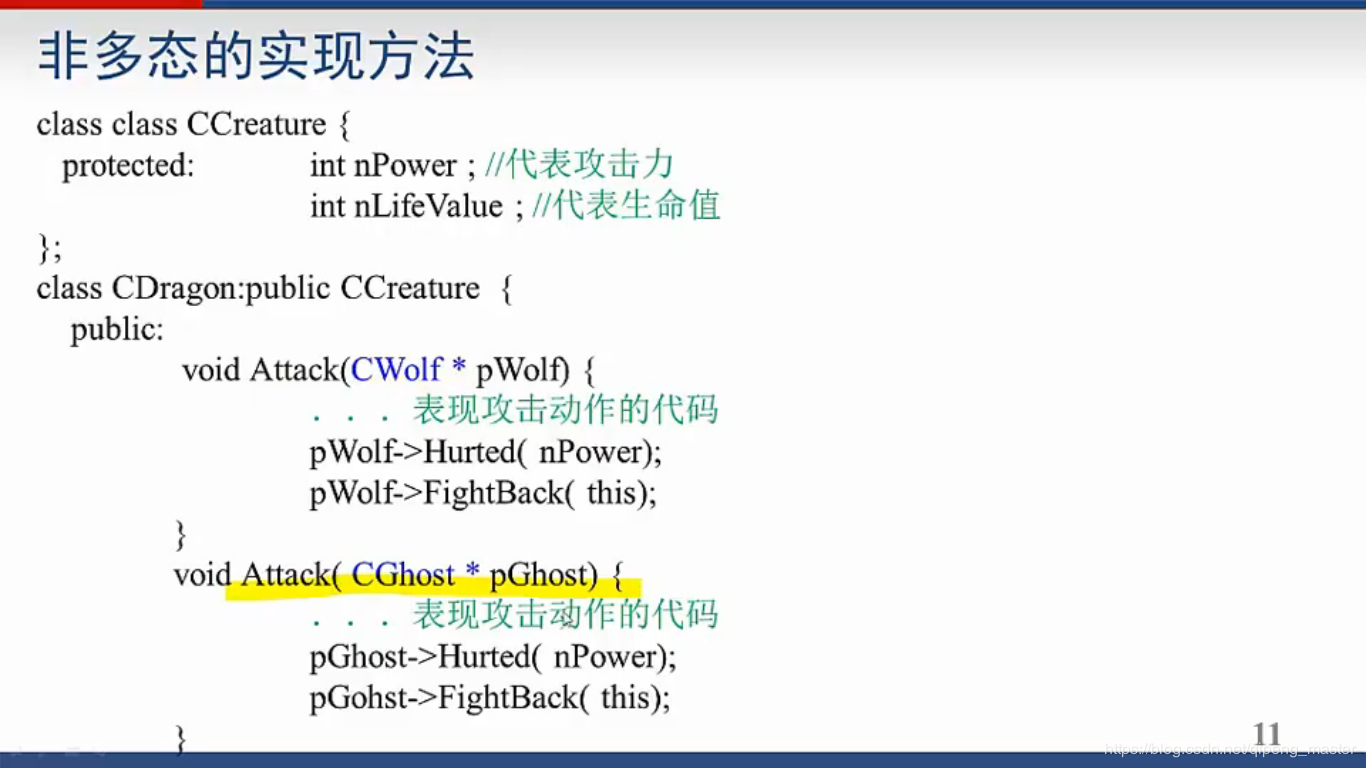 非多态的实现方法
class class CCreature {
protected: int nPower ; //代表攻击力
int nLifeValue ; //代表生命值
};
class CDragon:public CCreature {
public:
void Attack(CWolf * pWolf) {
. . . 表现攻击动作的代码
pWolf->Hurted( nPower);
pWolf->FightBack( this);
}
void Attack( CGhost * pGhost) {
. . . 表现攻击动作的代码
pGhost->Hurted( nPower);
pGohst->FightBack( this);
}
11
https://blog.csdn.net/qipeng_master